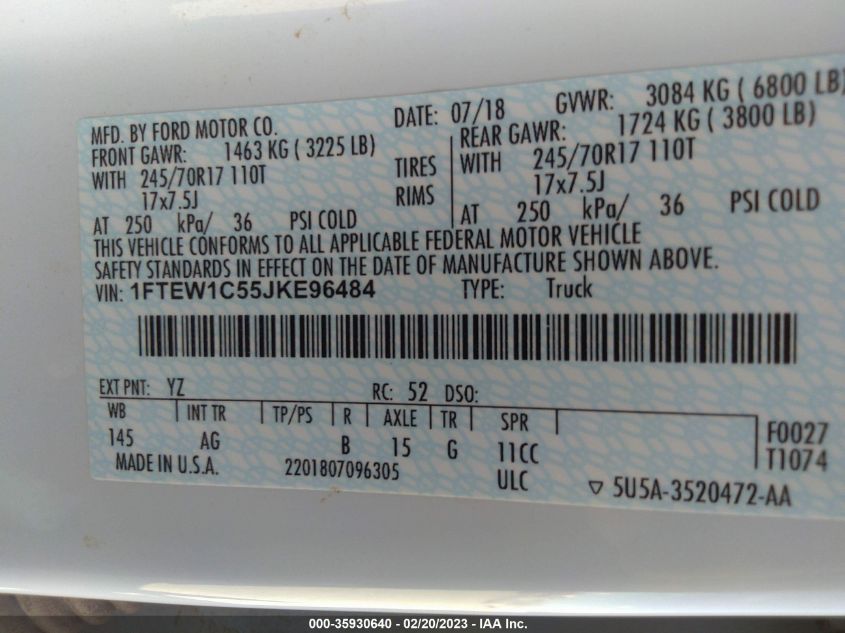 MFD. BY FORD MOTOR CO.
DATE: 07/18 GVWR: 3084 KG ( 6800 LB)
FRONT GAWR: 1463 KG ( 3225 LB) REAR GAWR: 1724 KG ( 3800 LB)
WITH 245/70R17 110T TIRES WITH 245/70R17 110T
17x7.5J RIMS 17x7.5J
AT 250 kPa/ 36 PSI COLD AT 250 kPa/ 36 PSI COLD
THIS VEHICLE CONFORMS TO ALL APPLICABLE FEDERAL MOTOR VEHICLE
SAFETY STANDARDS IN EFFECT ON THE DATE OF MANUFACTURE SHOWN ABOVE.
VIN: 1FTEW1C55JKE96484 TYPE: Truck
EXT PNT: YZ RC: 52 DSO:
WB INT TR TP/PS R AXLE TR SPR
145 AG B 15 G 11CC F0027
MADE IN U.S.A. 2201807096305 ULC T1074
▽ 5U5A-3520472-AA
000-35930640 - 02/20/2023 - IAA Inc.